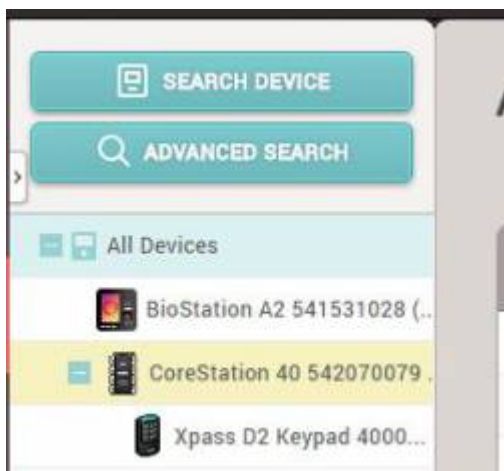 SEARCH DEVICE
ADVANCED SEARCH
All Devices
BioStation A2 541531028 (..
CoreStation 40 542070079 .
Xpass D2 Keypad 4000...